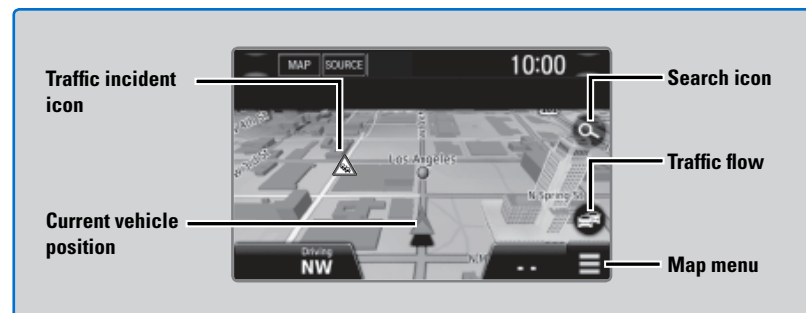 MAP SOURCE 10:00
Traffic incident
icon
Search icon
Los Angeles
Traffic flow
N Spring St
Current vehicle
position
Driving
NW
- -
Map menu